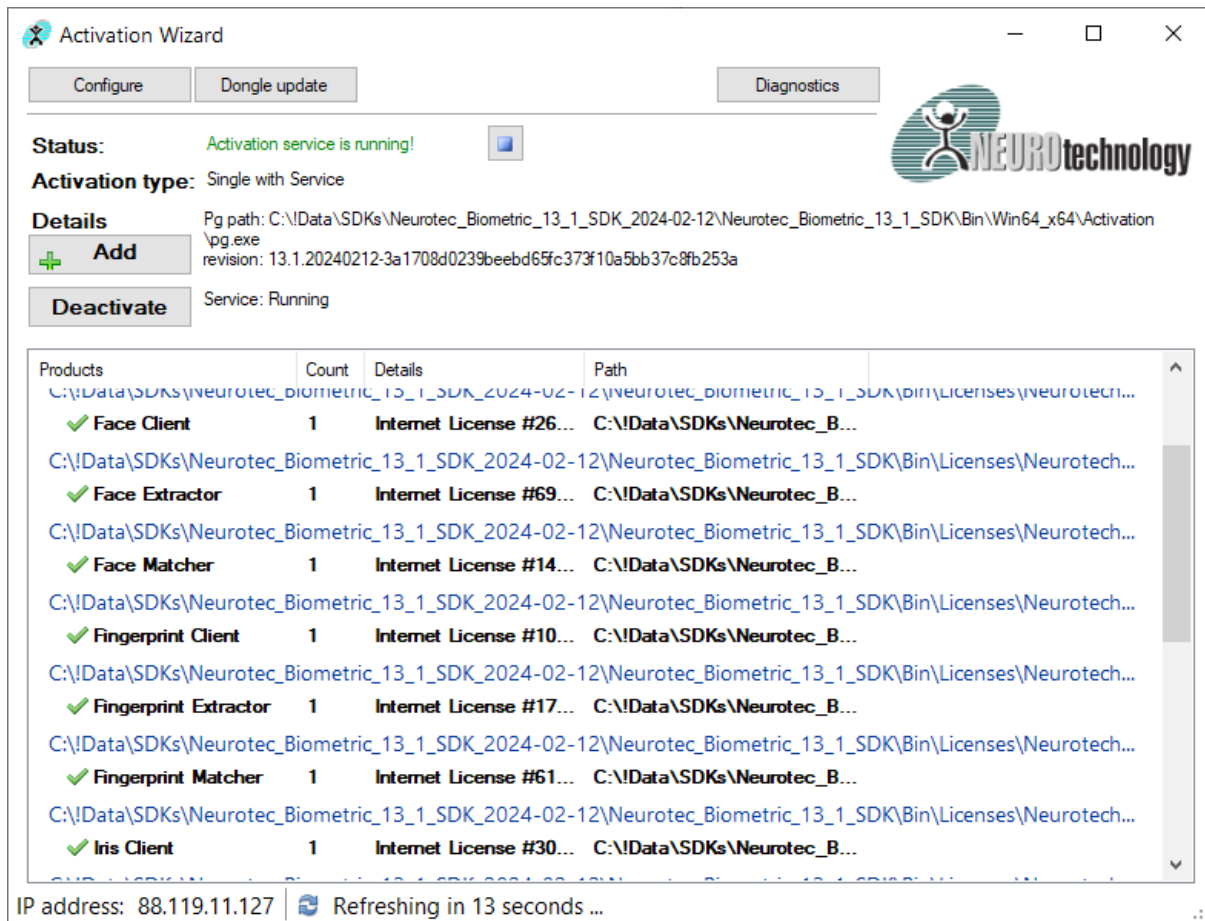 Activation Wizard
Configure Dongle update Diagnostics
NEUROtechnology
Status: Activation service is running!
Activation type: Single with Service
Details Pg path: C:\!Data\SDKs\Neurotec_Biometric_13_1_SDK_2024-02-12\Neurotec_Biometric_13_1_SDK\Bin\Win64_x64\Activation
\pg.exe
Add
revision: 13.1.20240212-3a1708d0239beebd65fc373f10a5bb37c8fb253a
Deactivate Service: Running
Products Count Details Path
C:\!Data\SDKs\Neurotec_Biometric_13_1_SDK_2024-02-12\Neurotec_Biometric_13_1_SDK\Bin\Licenses\Neurotech...
Face Client 1 Internet License #26... C:\!Data\SDKs\Neurotec_B...
C:\!Data\SDKs\Neurotec_Biometric_13_1_SDK_2024-02-12\Neurotec_Biometric_13_1_SDK\Bin\Licenses\Neurotech...
Face Extractor 1 Internet License #69... C:\!Data\SDKs\Neurotec_B...
C:\!Data\SDKs\Neurotec_Biometric_13_1_SDK_2024-02-12\Neurotec_Biometric_13_1_SDK\Bin\Licenses\Neurotech...
Face Matcher 1 Internet License #14... C:\!Data\SDKs\Neurotec_B...
C:\!Data\SDKs\Neurotec_Biometric_13_1_SDK_2024-02-12\Neurotec_Biometric_13_1_SDK\Bin\Licenses\Neurotech...
Fingerprint Client 1 Internet License #10... C:\!Data\SDKs\Neurotec_B...
C:\!Data\SDKs\Neurotec_Biometric_13_1_SDK_2024-02-12\Neurotec_Biometric_13_1_SDK\Bin\Licenses\Neurotech...
Fingerprint Extractor 1 Internet License #17... C:\!Data\SDKs\Neurotec_B...
C:\!Data\SDKs\Neurotec_Biometric_13_1_SDK_2024-02-12\Neurotec_Biometric_13_1_SDK\Bin\Licenses\Neurotech...
Fingerprint Matcher 1 Internet License #61... C:\!Data\SDKs\Neurotec_B...
C:\!Data\SDKs\Neurotec_Biometric_13_1_SDK_2024-02-12\Neurotec_Biometric_13_1_SDK\Bin\Licenses\Neurotech...
Iris Client 1 Internet License #30... C:\!Data\SDKs\Neurotec_B...
IP address: 88.119.11.127 Refreshing in 13 seconds ...